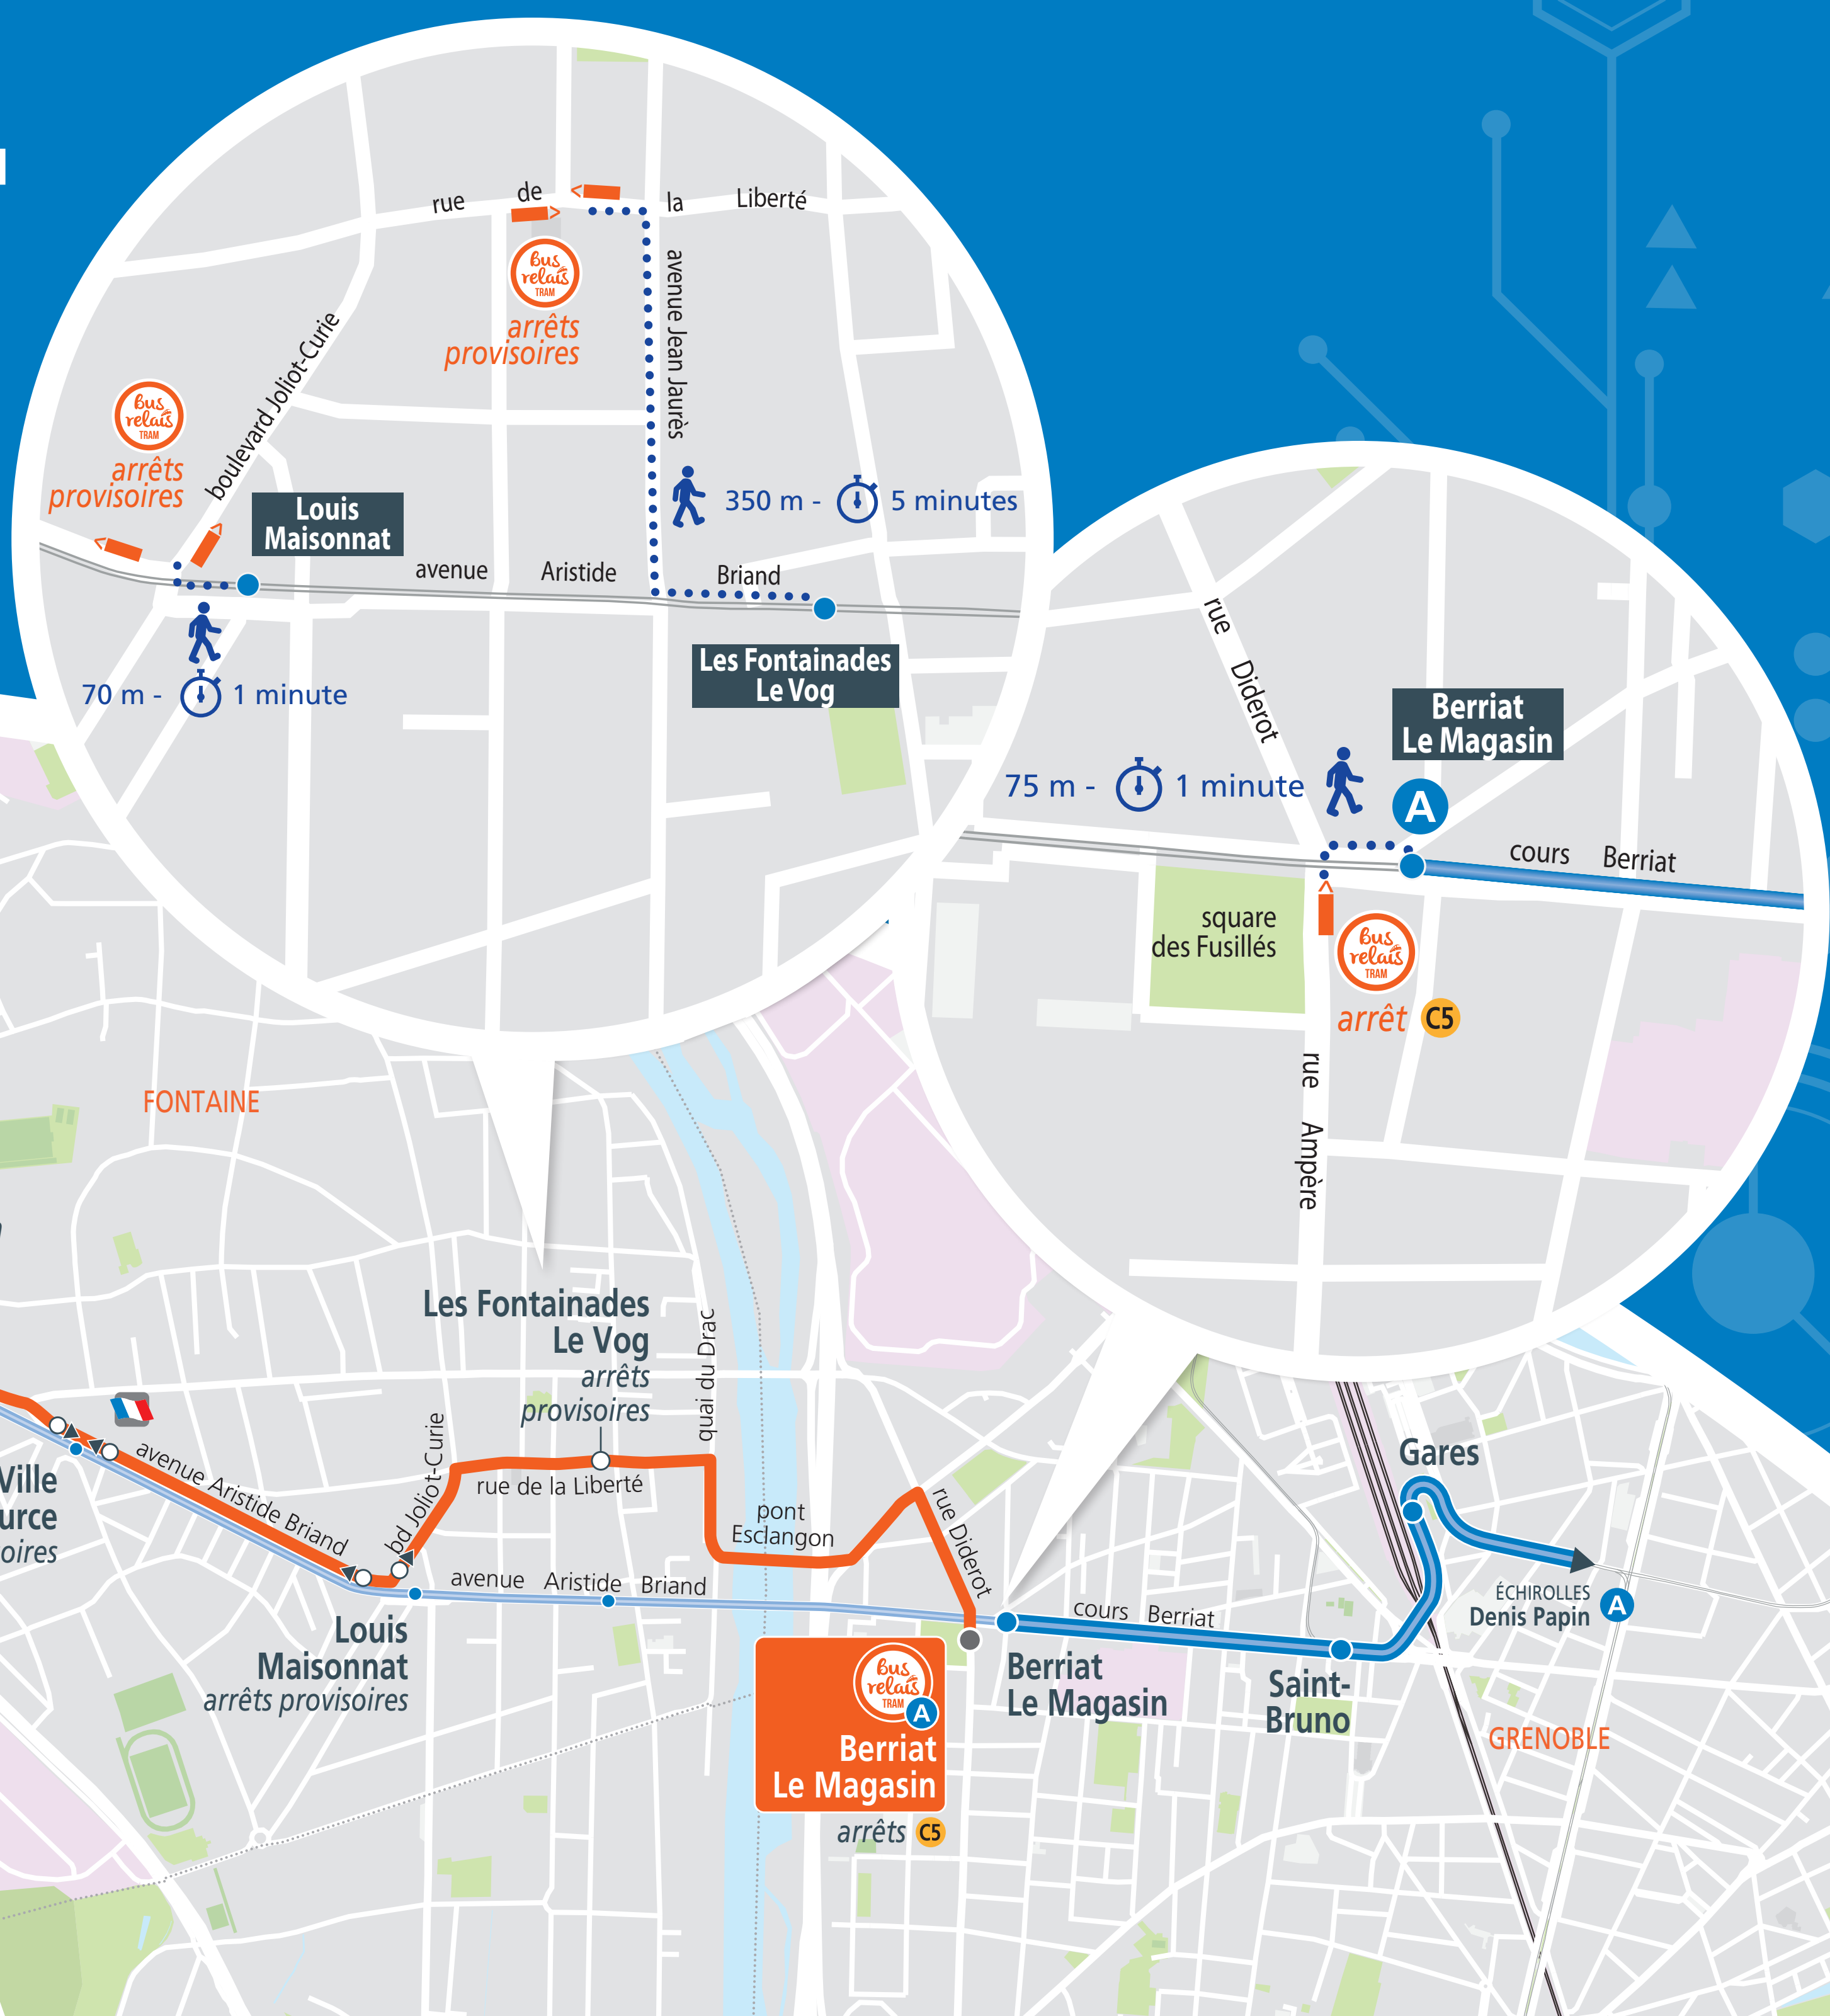 rue de la Liberté
bus
relais
TRAM
arrêts
provisoires
avenue Jean Jaurès
boulevard Joliot-Curie
bus
relais
TRAM
arrêts
provisoires
Louis
Maisonnat
350 m - 5 minutes
avenue Aristide Briand
70 m - 1 minute
Les Fontainades
Le Vog
rue Diderot
Berriat
Le Magasin
75 m - 1 minute
A
cours Berriat
square
des Fusillés
bus
relais
TRAM
arrêt C5
rue Ampère
FONTAINE
Les Fontainades
Le Vog
arrêts
provisoires
quai du Drac
avenue Aristide Briand
bd Joliot-Curie
rue de la Liberté
pont
Esclangon
rue Diderot
Gares
Ville
urce
oires
avenue Aristide Briand
Louis
Maisonnat
arrêts provisoires
cours Berriat
ÉCHIROLLES
Denis Papin A
bus
relais
TRAM
A
Berriat
Le Magasin
arrêts C5
Berriat
Le Magasin
Saint-
Bruno
GRENOBLE